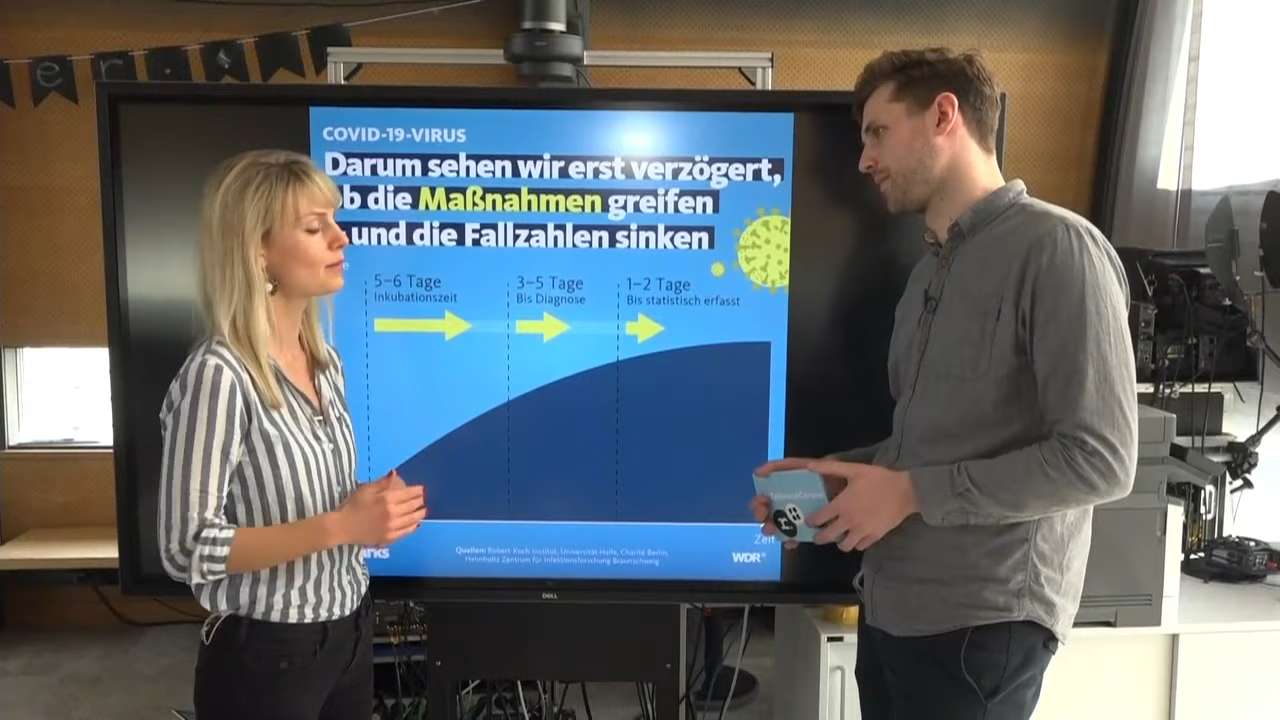 er
COVID-19-VIRUS
Darum sehen wir erst verzögert,
b die Maßnahmen greifen
und die Fallzahlen sinken
5–6 Tage
Inkubationszeit
3–5 Tage
Bis Diagnose
1–2 Tage
Bis statistisch erfasst
Zeit
Quellen: Robert Koch Institut, Universität Halle, Charité Berlin,
Helmholtz Zentrum für Infektionsforschung Braunschweig
WDR
DELL